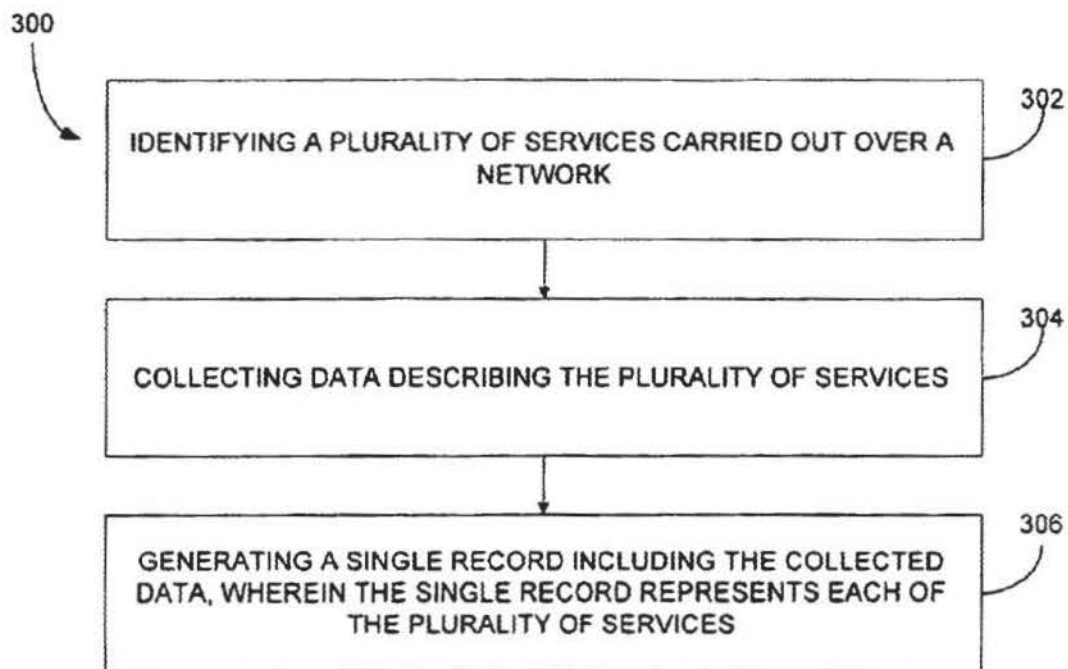 300
302
IDENTIFYING A PLURALITY OF SERVICES CARRIED OUT OVER A
NETWORK
304
COLLECTING DATA DESCRIBING THE PLURALITY OF SERVICES
306
GENERATING A SINGLE RECORD INCLUDING THE COLLECTED
DATA, WHEREIN THE SINGLE RECORD REPRESENTS EACH OF
THE PLURALITY OF SERVICES